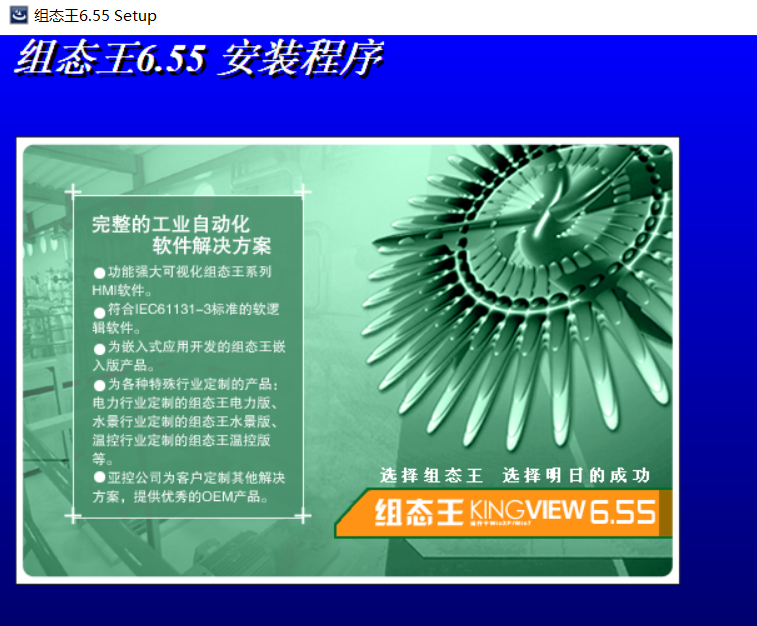 组态王6.55 Setup
组态王6.55 安装程序
完整的工业自动化
软件解决方案
●功能强大可视化组态王系列
HMI软件。
●符合IEC61131-3标准的软逻
辑软件。
●为嵌入式应用开发的组态王嵌
入版产品。
●为各种特殊行业定制的产品：
电力行业定制的组态王电力版、
水景行业定制的组态王水景版、
温控行业定制的组态王温控版
等。
●亚控公司为客户定制其他解决
方案，提供优秀的OEM产品。
选择组态王 选择明日的成功
组态王 KINGVIEW 6.55
运行于WinXP/Win7